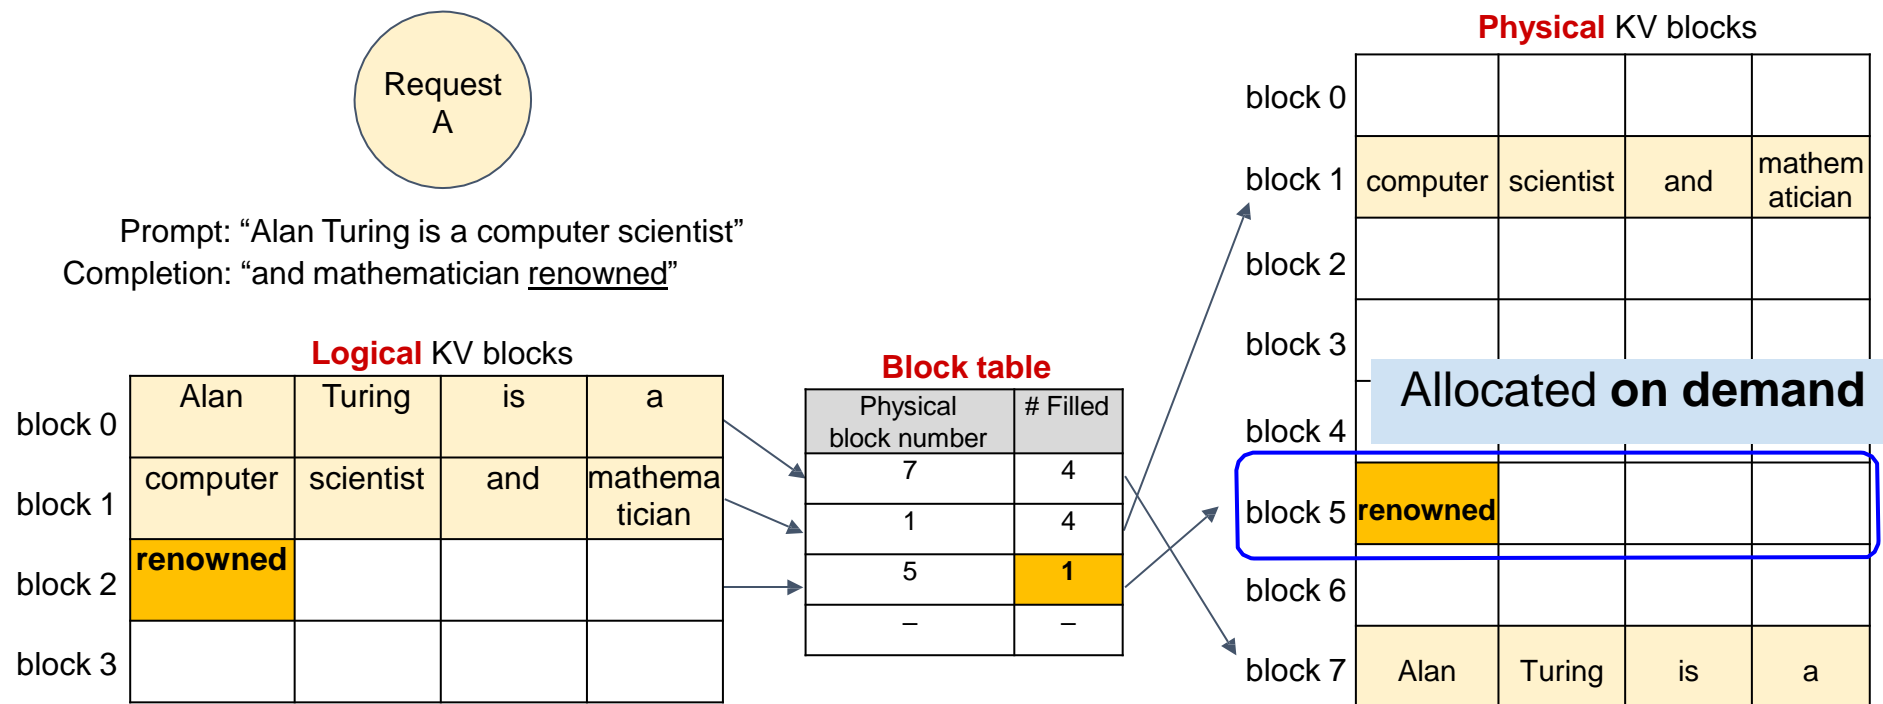 Request
A
Prompt: “Alan Turing is a computer scientist”
Completion: “and mathematician renowned”
Logical KV blocks
block 0 Alan Turing is a
block 1 computer scientist and mathema
tician
block 2 renowned
block 3
Block table
Physical
block number # Filled
7 4
1 4
5 1
– –
Physical KV blocks
block 0
block 1 computer scientist and mathem
atician
block 2
block 3
Allocated on demand
block 4
block 5 renowned
block 6
block 7 Alan Turing is a